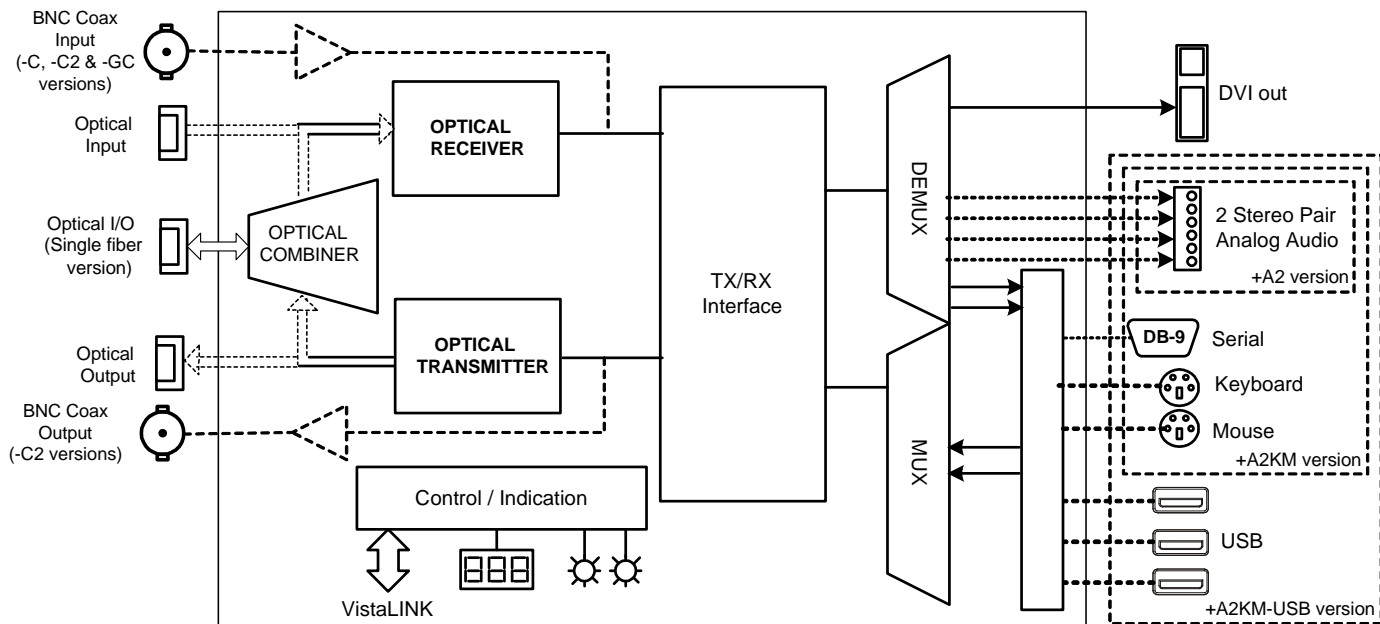 BNC Coax
Input
(-C, -C2 & -GC
versions)
Optical
Input
Optical I/O
(Single fiber
version)
Optical
Output
BNC Coax
Output
(-C2 versions)
OPTICAL
RECEIVER
OPTICAL
COMBINER
OPTICAL
TRANSMITTER
Control / Indication
VistaLINK
TX/RX
Interface
DEMUX
MUX
DVI out
2 Stereo Pair
Analog Audio
+A2 version
DB-9
Serial
Keyboard
Mouse
+A2KM version
USB
+A2KM-USB version